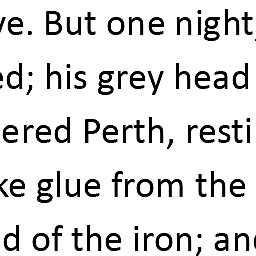 ve. But one night,
ed; his grey head
ered Perth, resti
ke glue from the
d of the iron; and